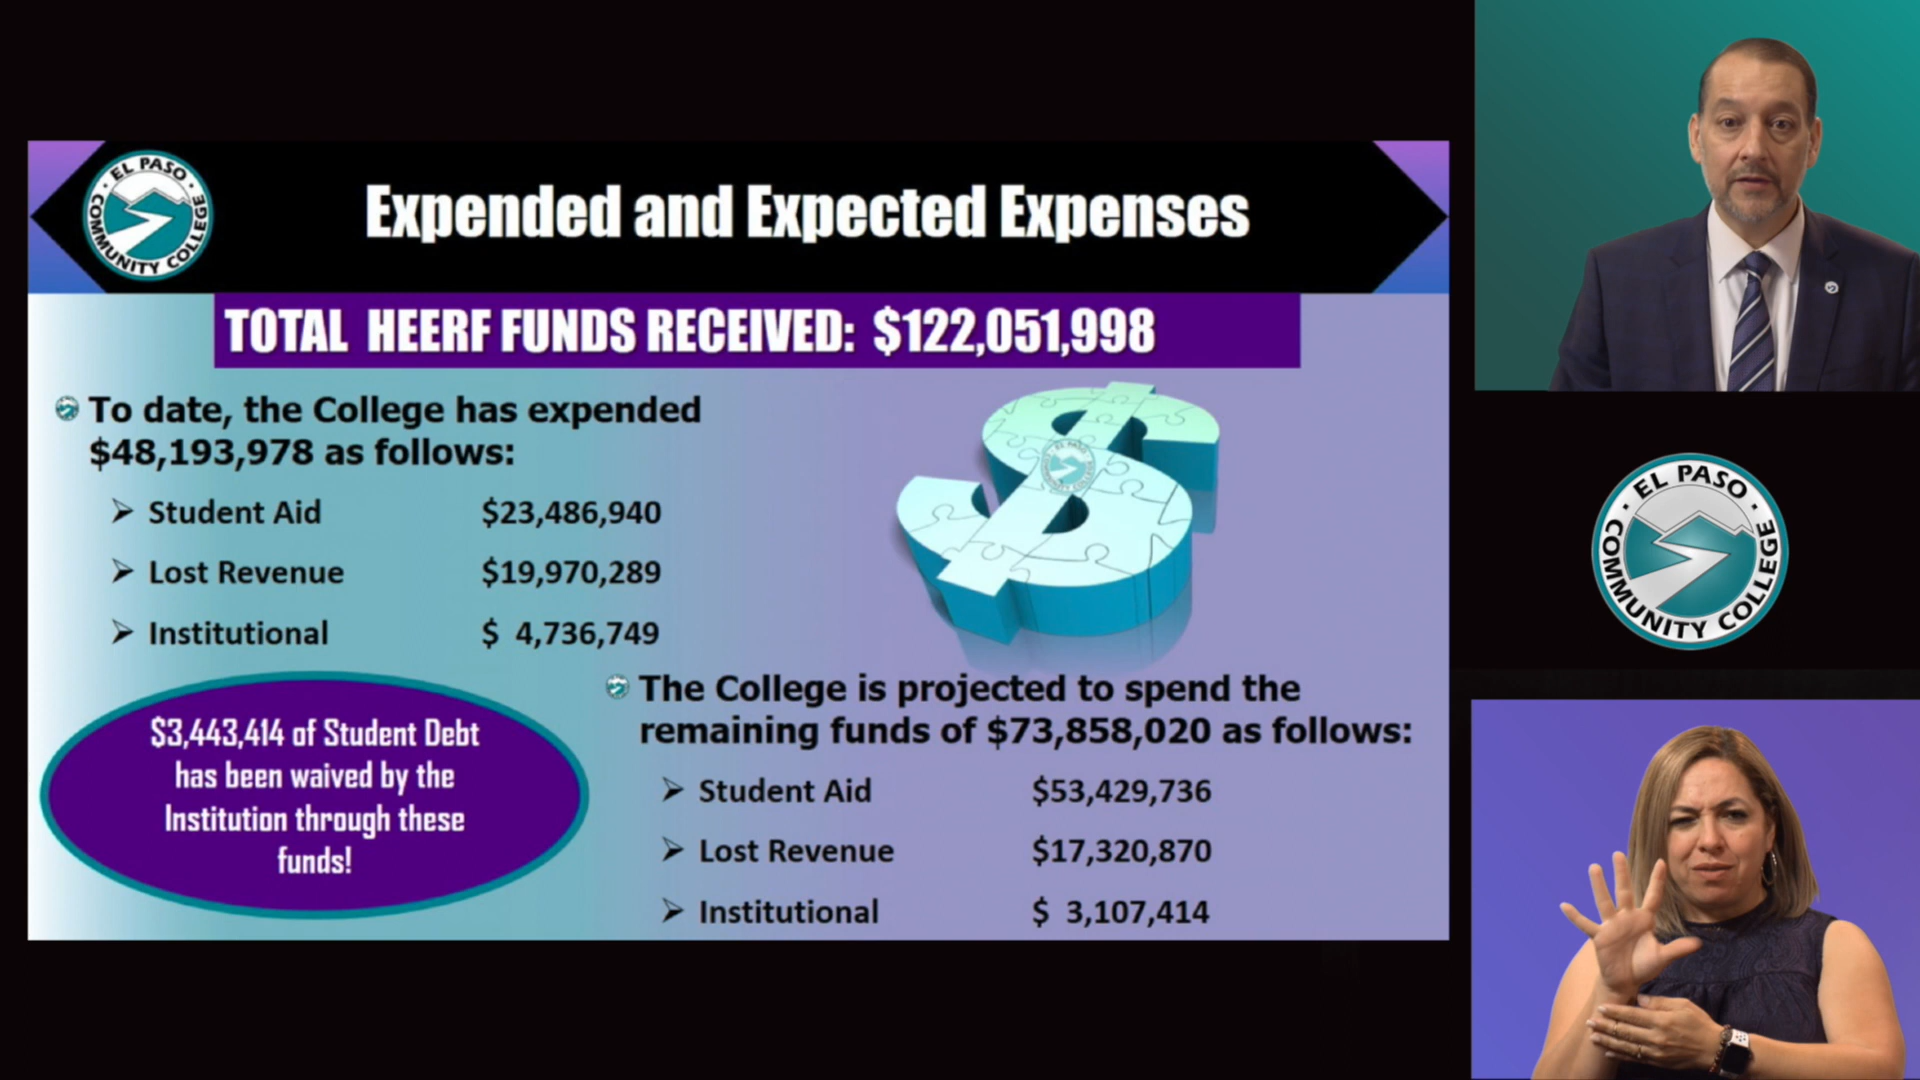 EL PASO
COMMUNITY COLLEGE
Expended and Expected Expenses
TOTAL HEERF FUNDS RECEIVED: $122,051,998
To date, the College has expended
$48,193,978 as follows:
Student Aid $23,486,940
Lost Revenue $19,970,289
Institutional $ 4,736,749
EL PASO
COMMUNITY COLLEGE
$3,443,414 of Student Debt
has been waived by the
Institution through these
funds!
The College is projected to spend the
remaining funds of $73,858,020 as follows:
Student Aid $53,429,736
Lost Revenue $17,320,870
Institutional $ 3,107,414
EL PASO
COMMUNITY COLLEGE